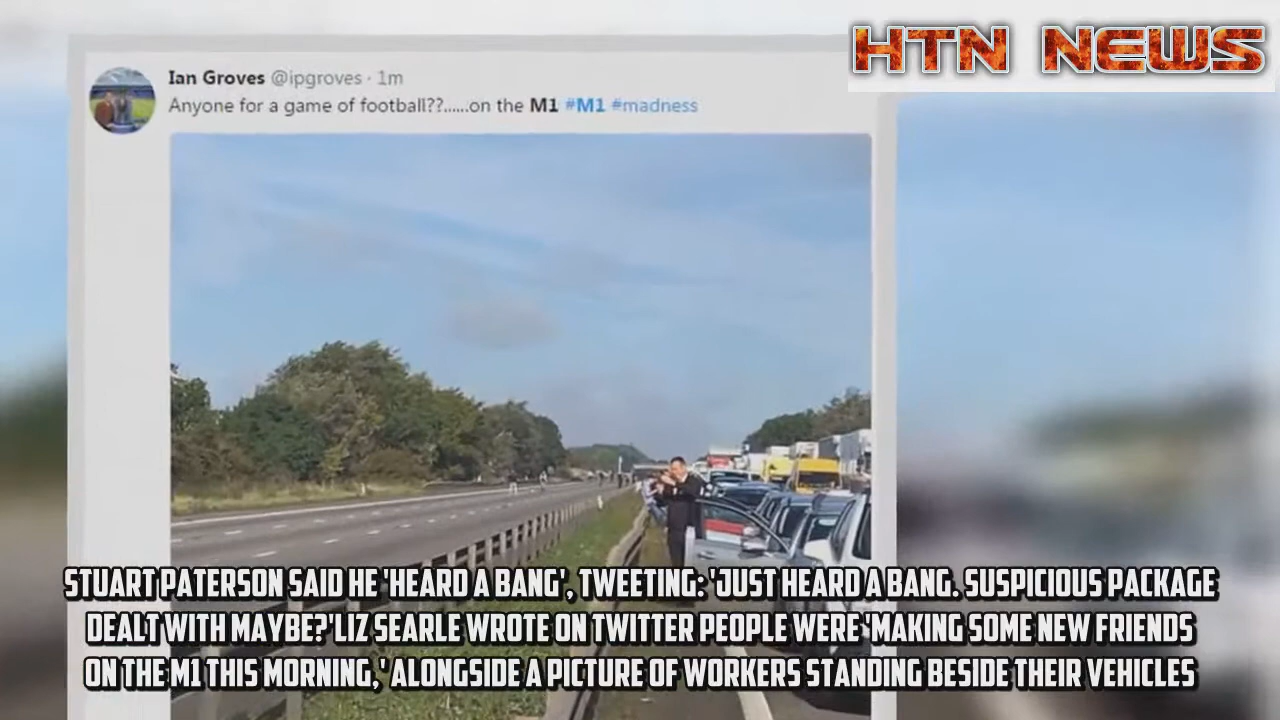 HTN NEWS
Ian Groves @ipgroves · 1m
Anyone for a game of football??......on the M1 #M1 #madness
STUART PATERSON SAID HE 'HEARD A BANG', TWEETING: 'JUST HEARD A BANG. SUSPICIOUS PACKAGE
DEALT WITH MAYBE?'LIZ SEARLE WROTE ON TWITTER PEOPLE WERE 'MAKING SOME NEW FRIENDS
ON THE M1 THIS MORNING,' ALONGSIDE A PICTURE OF WORKERS STANDING BESIDE THEIR VEHICLES